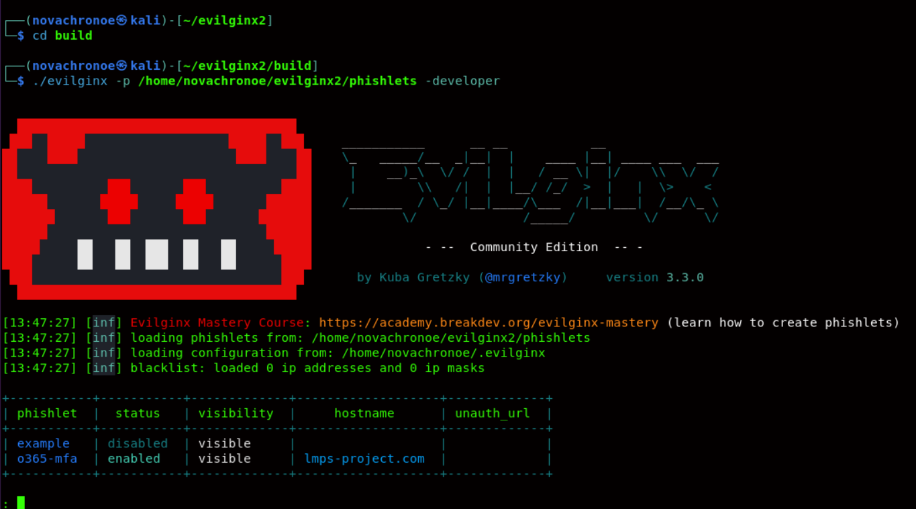 ┌──(novachronoe㉿kali)-[~/evilginx2]
└─$ cd build
┌──(novachronoe㉿kali)-[~/evilginx2/build]
└─$ ./evilginx -p /home/novachronoe/evilginx2/phishlets -developer
Evilginx
- -- Community Edition -- -
by Kuba Gretzky (@mrgretzky) version 3.3.0
[13:47:27] [inf] Evilginx Mastery Course: https://academy.breakdev.org/evilginx-mastery (learn how to create phishlets)
[13:47:27] [inf] loading phishlets from: /home/novachronoe/evilginx2/phishlets
[13:47:27] [inf] loading configuration from: /home/novachronoe/.evilginx
[13:47:27] [inf] blacklist: loaded 0 ip addresses and 0 ip masks
| phishlet | status | visibility | hostname | unauth_url |
| example | disabled | visible | | |
| o365-mfa | enabled | visible | lmps-project.com | |
: